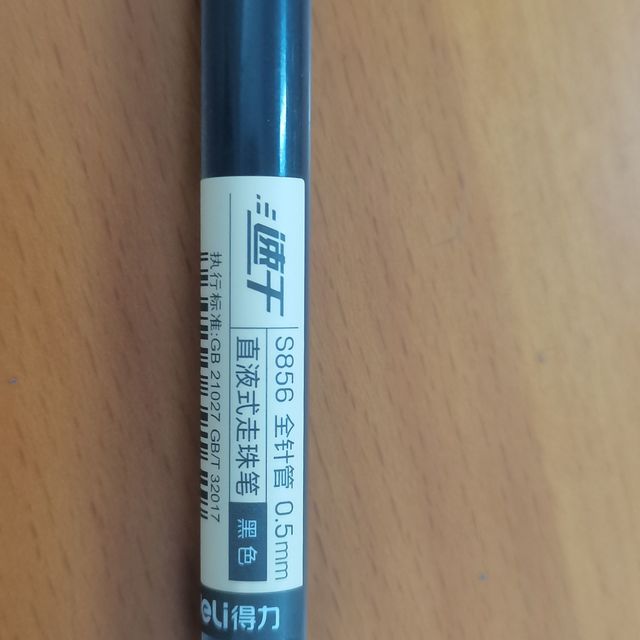 速干
S856 全针管 0.5mm
直液式走珠笔 黑色
执行标准:GB 21027 GB/T 32017
deli得力